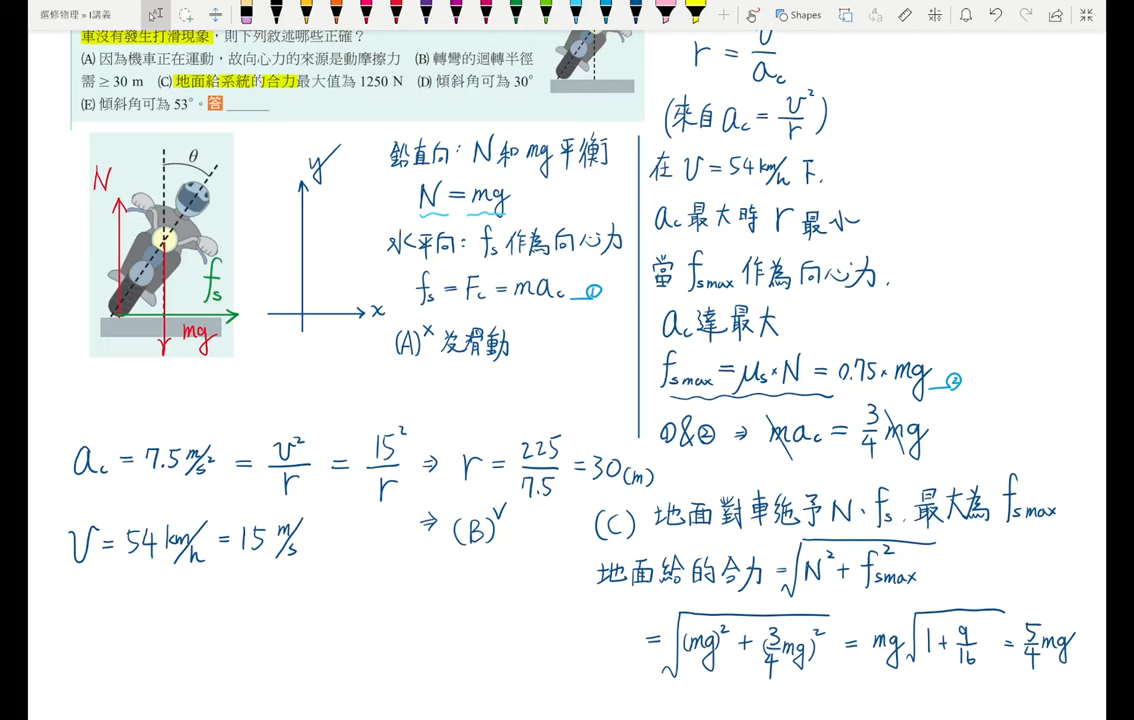 選修物理 » I講義
Shapes
車沒有發生打滑現象，則下列敘述哪些正確？
(A) 因為機車正在運動，故向心力的來源是動摩擦力 (B) 轉彎的迴轉半徑
需 ≥ 30 m (C) 地面給系統的合力最大值為 1250 N (D) 傾斜角可為 30°
(E) 傾斜角可為 53°。答
θ
N
fs
mg
y
x
鉛直向：N 和 mg 平衡
N = mg
水平向：fs 作為向心力
fs = Fc = mac ①
(A)× 沒滑動
r = v²/ac
(來自 ac = v²/r)
在 v = 54 km/h 下.
ac 最大時 r 最小
當 fsmax 作為向心力.
ac 達最大
fsmax = μs × N = 0.75 × mg ②
①&② ⇒ mac = 3/4 mg
ac = 7.5 m/s² = v²/r = 15²/r ⇒ r = 225/7.5 = 30 (m)
⇒ (B)✓
v = 54 km/h = 15 m/s
(C) 地面對車施予 N、fs，最大為 fsmax
地面給的合力 = √(N² + fsmax²)
= √((mg)² + (3/4 mg)²) = mg √(1 + 9/16) = 5/4 mg